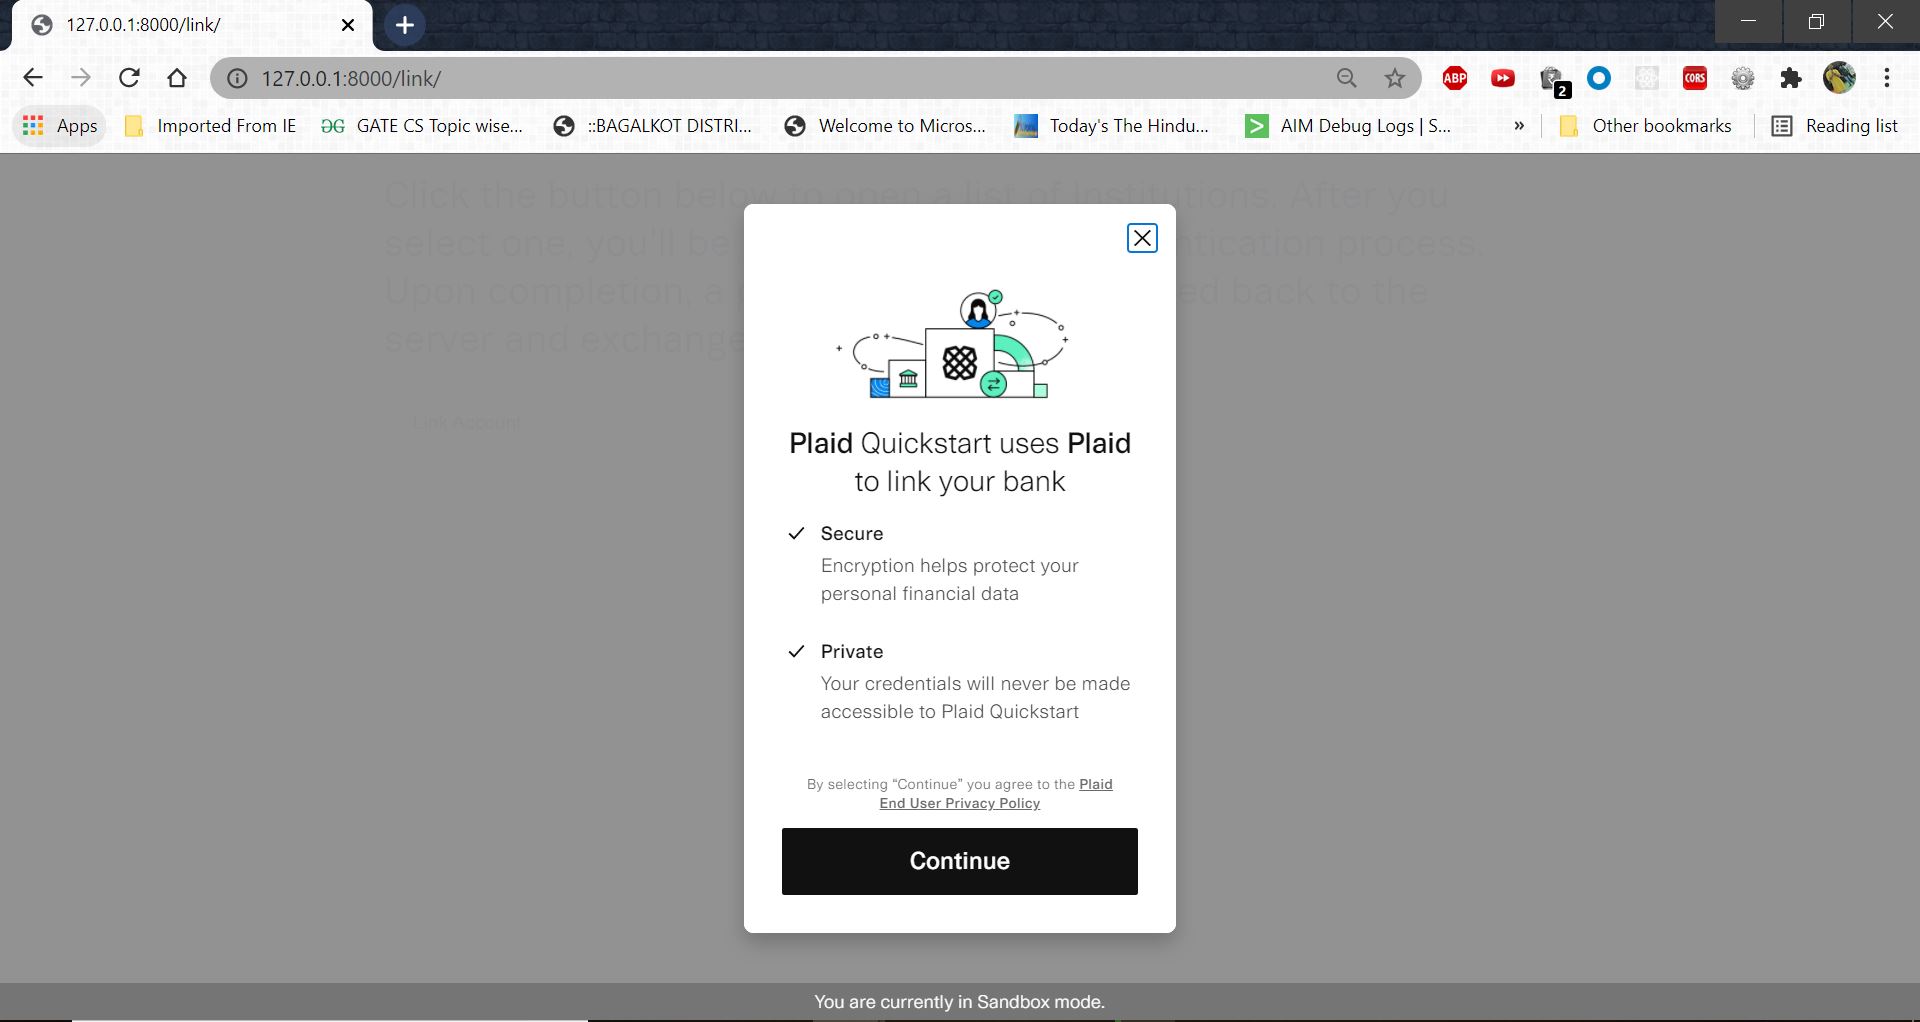 127.0.0.1:8000/link/
127.0.0.1:8000/link/
ABP
2
CORS
Apps
Imported From IE
GATE CS Topic wise...
::BAGALKOT DISTRI...
Welcome to Micros...
Today's The Hindu...
AIM Debug Logs | S...
»
Other bookmarks
Reading list
Click the button below to open a list of institutions. After you
select one, you'll be ntication process.
Upon completion, a ed back to the
server and exchange
Link Account
Plaid Quickstart uses Plaid
to link your bank
Secure
Encryption helps protect your
personal financial data
Private
Your credentials will never be made
accessible to Plaid Quickstart
By selecting “Continue” you agree to the Plaid
End User Privacy Policy
Continue
You are currently in Sandbox mode.